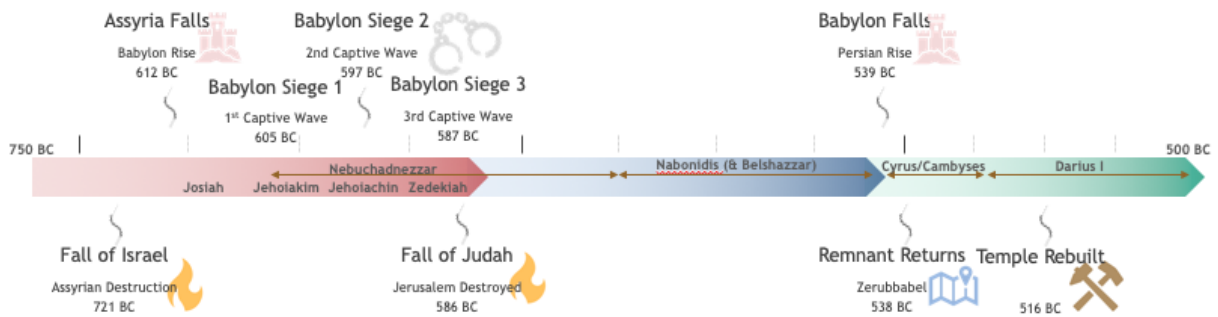 Assyria Falls
Babylon Rise
612 BC
Babylon Siege 2
2nd Captive Wave
597 BC
Babylon Falls
Persian Rise
539 BC
Babylon Siege 1
1st Captive Wave
605 BC
Babylon Siege 3
3rd Captive Wave
587 BC
750 BC
500 BC
Nebuchadnezzar
Nabonidis (& Belshazzar)
Cyrus/Cambyses
Darius I
Josiah
Jehoiakim
Jehoiachin
Zedekiah
Fall of Israel
Assyrian Destruction
721 BC
Fall of Judah
Jerusalem Destroyed
586 BC
Remnant Returns
Zerubbabel
538 BC
Temple Rebuilt
516 BC